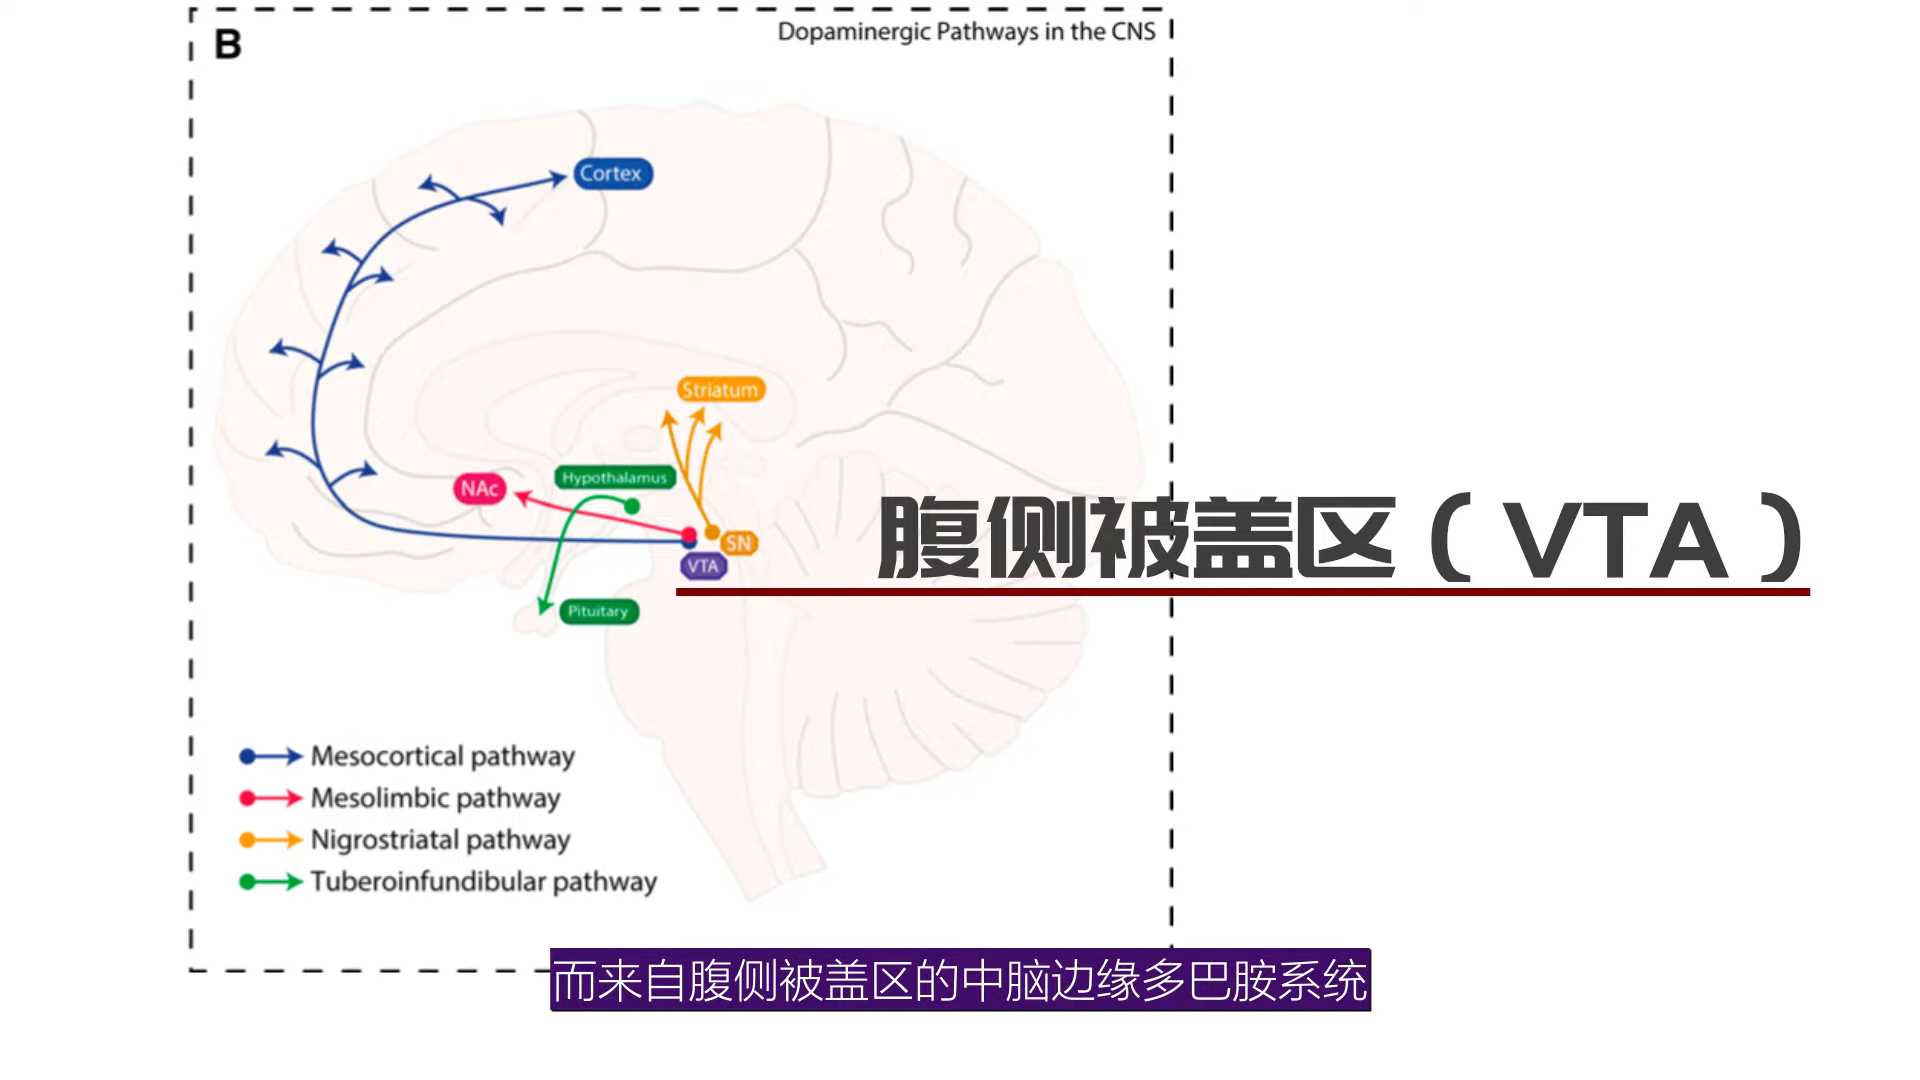 B
Dopaminergic Pathways in the CNS
Cortex
Striatum
Hypothalamus
NAc
SN
VTA
Pituitary
腹侧被盖区（VTA）
Mesocortical pathway
Mesolimbic pathway
Nigrostriatal pathway
Tuberoinfundibular pathway
而来自腹侧被盖区的中脑边缘多巴胺系统